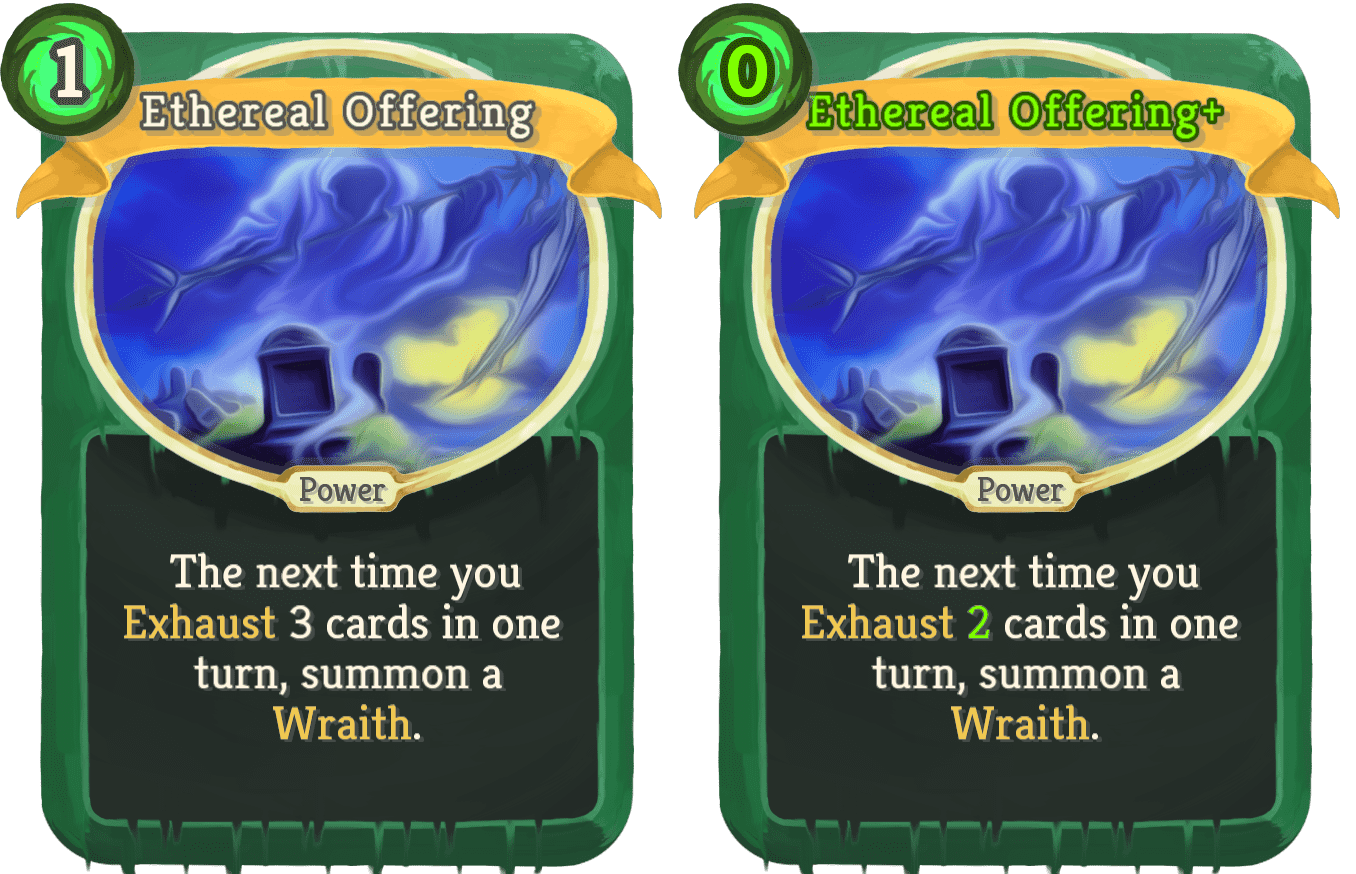 1
Ethereal Offering
Power
The next time you
Exhaust 3 cards in one
turn, summon a
Wraith.
0
Ethereal Offering+
Power
The next time you
Exhaust 2 cards in one
turn, summon a
Wraith.